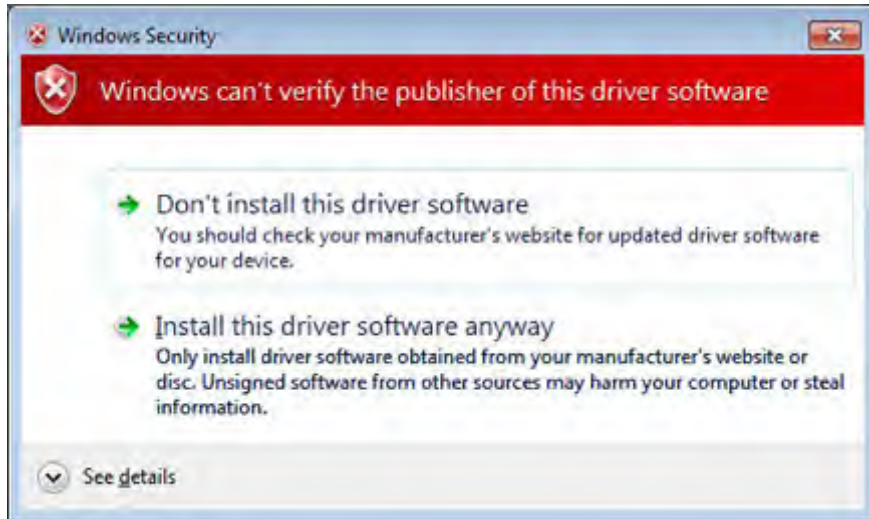 Windows Security
Windows can't verify the publisher of this driver software
Don't install this driver software
You should check your manufacturer's website for updated driver software
for your device.
Install this driver software anyway
Only install driver software obtained from your manufacturer's website or
disc. Unsigned software from other sources may harm your computer or steal
information.
See details